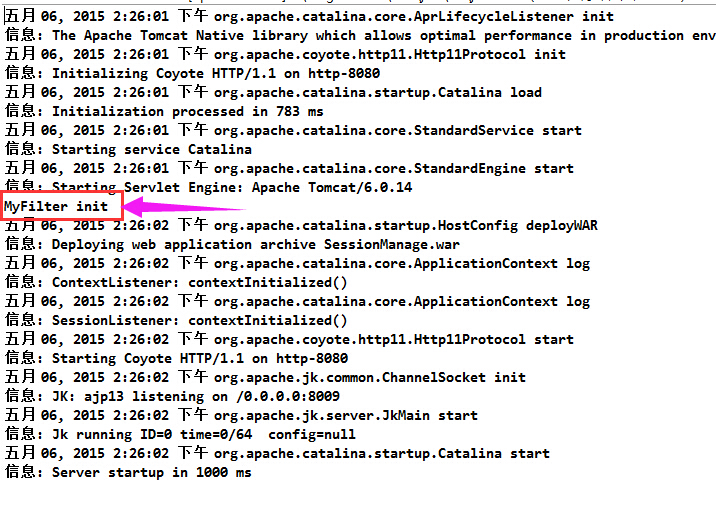 五月 06, 2015 2:26:01 下午 org.apache.catalina.core.AprLifecycleListener init
信息: The Apache Tomcat Native library which allows optimal performance in production env
五月 06, 2015 2:26:01 下午 org.apache.coyote.http11.Http11Protocol init
信息: Initializing Coyote HTTP/1.1 on http-8080
五月 06, 2015 2:26:01 下午 org.apache.catalina.startup.Catalina load
信息: Initialization processed in 783 ms
五月 06, 2015 2:26:01 下午 org.apache.catalina.core.StandardService start
信息: Starting service Catalina
五月 06, 2015 2:26:01 下午 org.apache.catalina.core.StandardEngine start
信息: Starting Servlet Engine: Apache Tomcat/6.0.14
MyFilter init
五月 06, 2015 2:26:02 下午 org.apache.catalina.startup.HostConfig deployWAR
信息: Deploying web application archive SessionManage.war
五月 06, 2015 2:26:02 下午 org.apache.catalina.core.ApplicationContext log
信息: ContextListener: contextInitialized()
五月 06, 2015 2:26:02 下午 org.apache.catalina.core.ApplicationContext log
信息: SessionListener: contextInitialized()
五月 06, 2015 2:26:02 下午 org.apache.coyote.http11.Http11Protocol start
信息: Starting Coyote HTTP/1.1 on http-8080
五月 06, 2015 2:26:02 下午 org.apache.jk.common.ChannelSocket init
信息: JK: ajp13 listening on /0.0.0.0:8009
五月 06, 2015 2:26:02 下午 org.apache.jk.server.JkMain start
信息: Jk running ID=0 time=0/64  config=null
五月 06, 2015 2:26:02 下午 org.apache.catalina.startup.Catalina start
信息: Server startup in 1000 ms